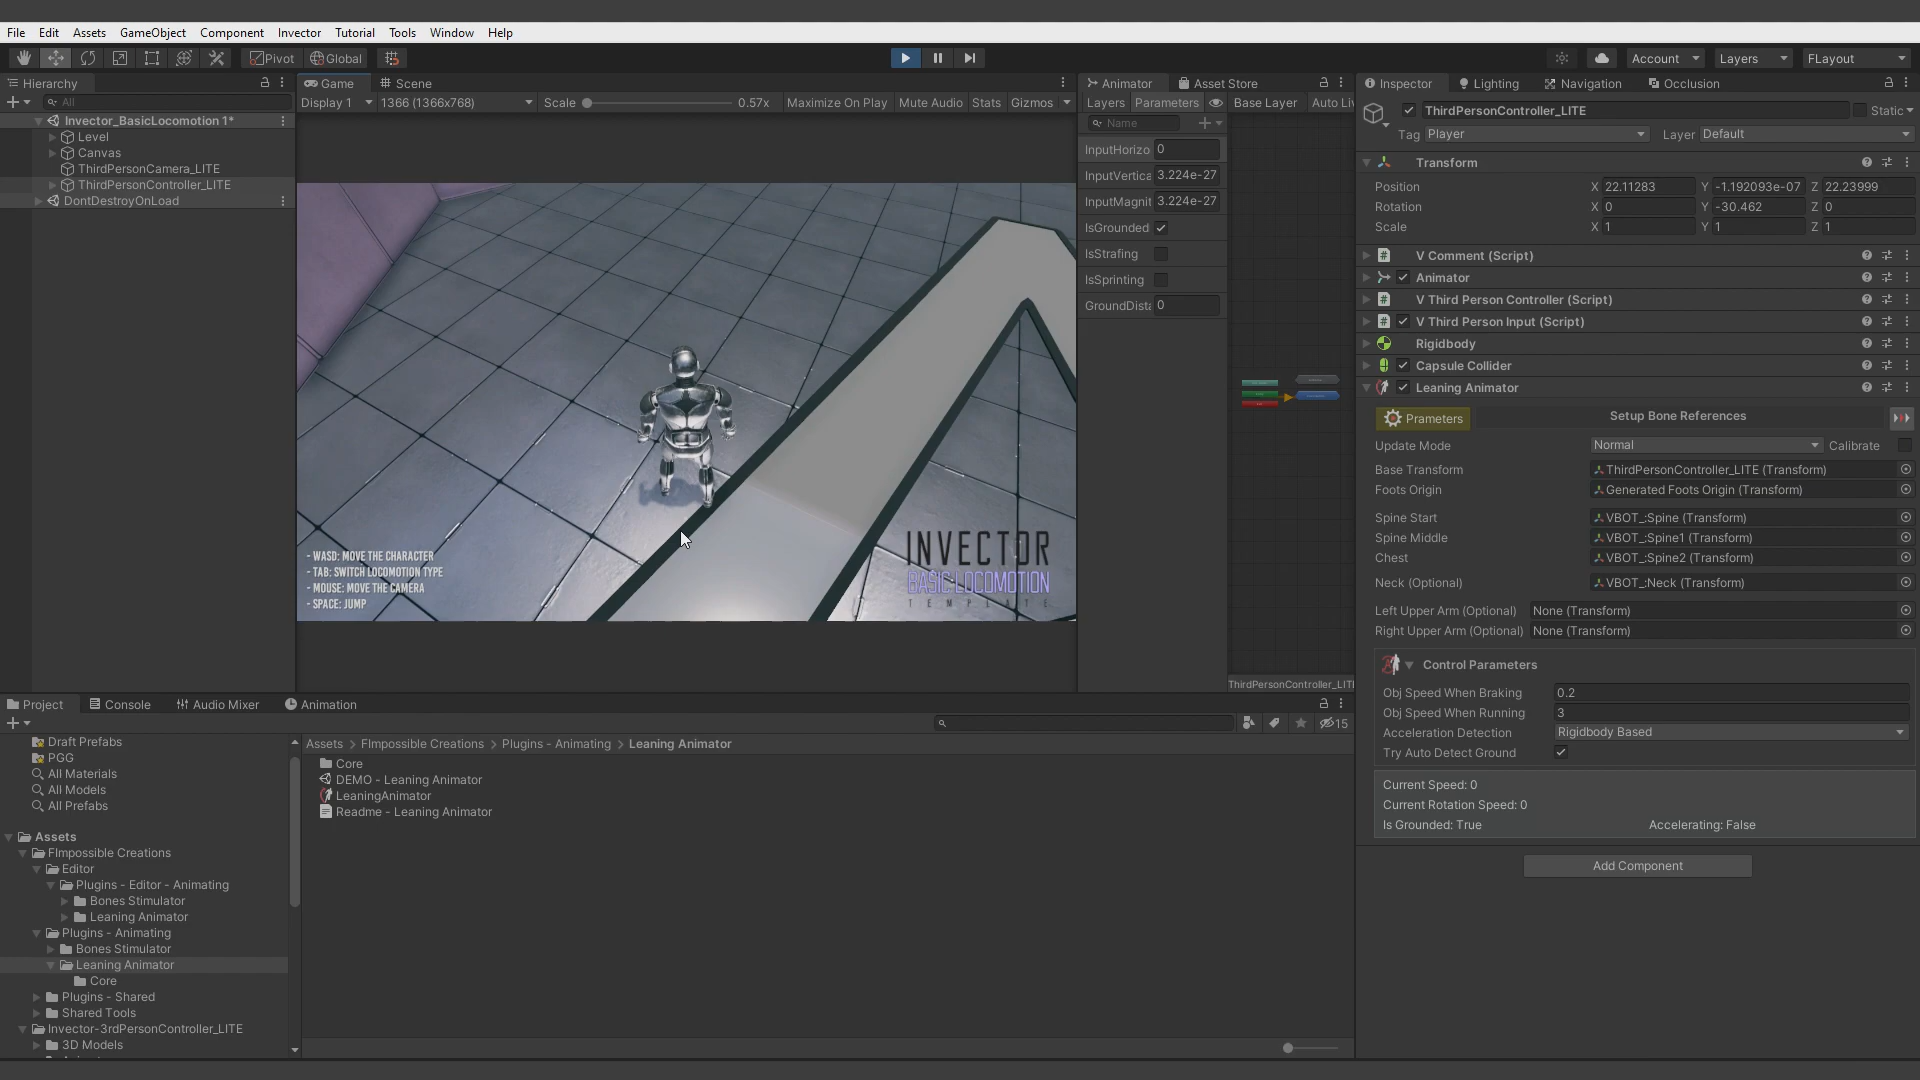 File Edit Assets GameObject Component Invector Tutorial Tools Window Help
Pivot Global Account Layers FLayout
Hierarchy
All
Invector_BasicLocomotion 1*
Level
Canvas
ThirdPersonCamera_LITE
ThirdPersonController_LITE
DontDestroyOnLoad
Game Scene
Display 1 1366 (1366x768) Scale 0.57x Maximize On Play Mute Audio Stats Gizmos
- WASD: MOVE THE CHARACTER
- TAB: SWITCH LOCOMOTION TYPE
- MOUSE: MOVE THE CAMERA
- SPACE: JUMP
INVECTOR
BASIC LOCOMOTION
TEMPLATE
Animator Asset Store
Layers Parameters Base Layer Auto Li
Name
InputHorizo 0
InputVertica 3.224e-27
InputMagnit 3.224e-27
IsGrounded
IsStrafing
IsSprinting
GroundDista 0
ThirdPersonController_LIT
Inspector Lighting Navigation Occlusion
ThirdPersonController_LITE Static
Tag Player Layer Default
Transform
Position X 22.11283 Y -1.192093e-07 Z 22.23999
Rotation X 0 Y -30.462 Z 0
Scale X 1 Y 1 Z 1
V Comment (Script)
Animator
V Third Person Controller (Script)
V Third Person Input (Script)
Rigidbody
Capsule Collider
Leaning Animator
Prameters Setup Bone References
Update Mode Normal Calibrate
Base Transform ThirdPersonController_LITE (Transform)
Foots Origin Generated Foots Origin (Transform)
Spine Start VBOT_:Spine (Transform)
Spine Middle VBOT_:Spine1 (Transform)
Chest VBOT_:Spine2 (Transform)
Neck (Optional) VBOT_:Neck (Transform)
Left Upper Arm (Optional) None (Transform)
Right Upper Arm (Optional) None (Transform)
Control Parameters
Obj Speed When Braking 0.2
Obj Speed When Running 3
Acceleration Detection Rigidbody Based
Try Auto Detect Ground
Current Speed: 0
Current Rotation Speed: 0
Is Grounded: True Accelerating: False
Add Component
Project Console Audio Mixer Animation
15
Draft Prefabs
PGG
All Materials
All Models
All Prefabs
Assets
FImpossible Creations
Editor
Plugins - Editor - Animating
Bones Stimulator
Leaning Animator
Plugins - Animating
Bones Stimulator
Leaning Animator
Core
Plugins - Shared
Shared Tools
Invector-3rdPersonController_LITE
3D Models
Assets > FImpossible Creations > Plugins - Animating > Leaning Animator
Core
DEMO - Leaning Animator
LeaningAnimator
Readme - Leaning Animator